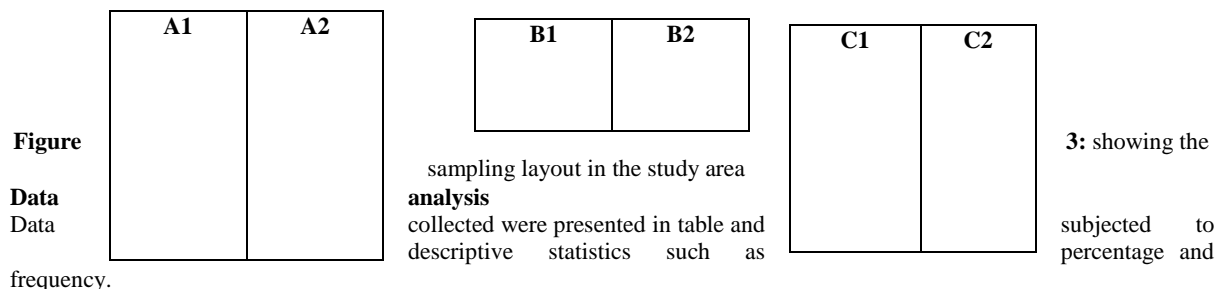 A1 A2 B1 B2 C1 C2
Figure 3: showing the
sampling layout in the study area
Data analysis
Data collected were presented in table and subjected to
descriptive statistics such as percentage and
frequency.